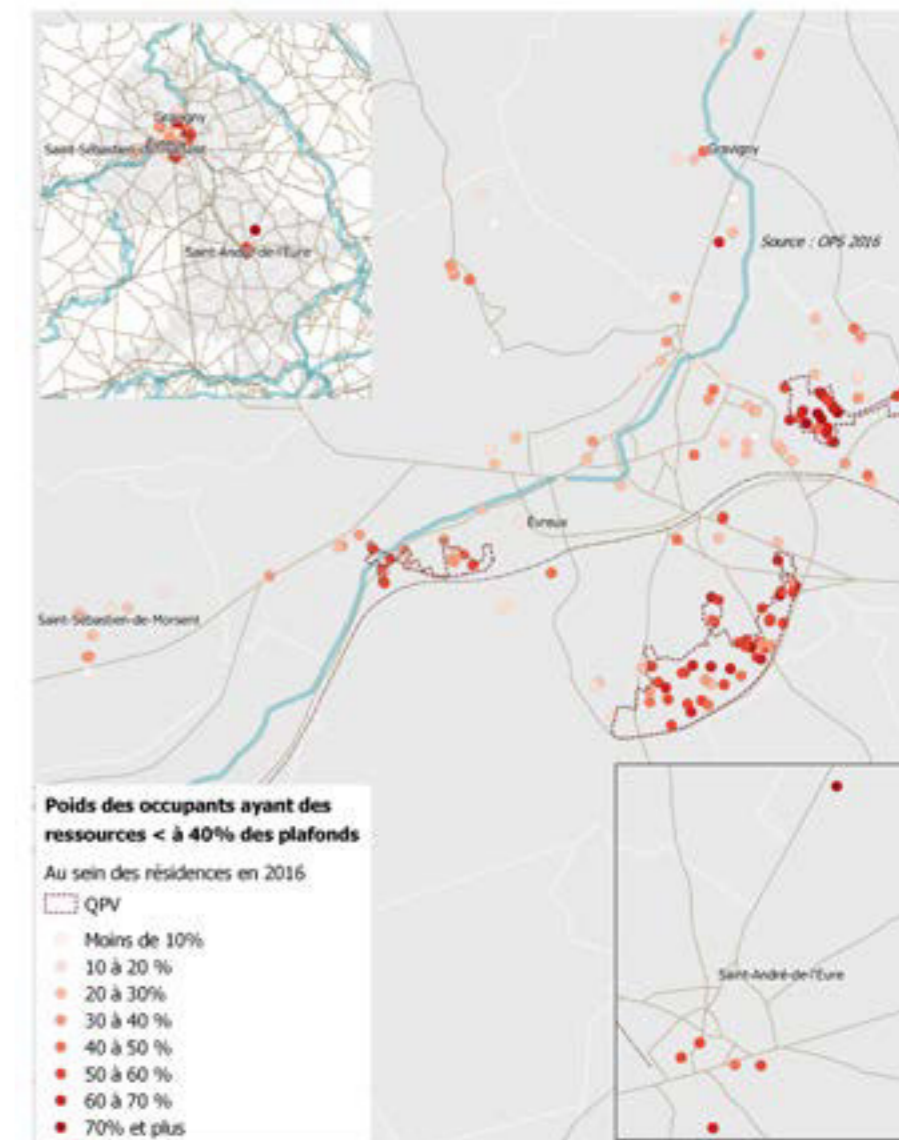 Gravigny
Saint-Sébastien-de-Morsent
Saint-André-de-l'Eure
Gravigny
Source : OPS 2016
Évreux
Saint-Sébastien-de-Morsent
Poids des occupants ayant des
ressources < à 40% des plafonds
Au sein des résidences en 2016
QPV
Moins de 10%
10 à 20 %
20 à 30%
30 à 40 %
40 à 50 %
50 à 60 %
60 à 70 %
70% et plus
Saint-André-de-l'Eure